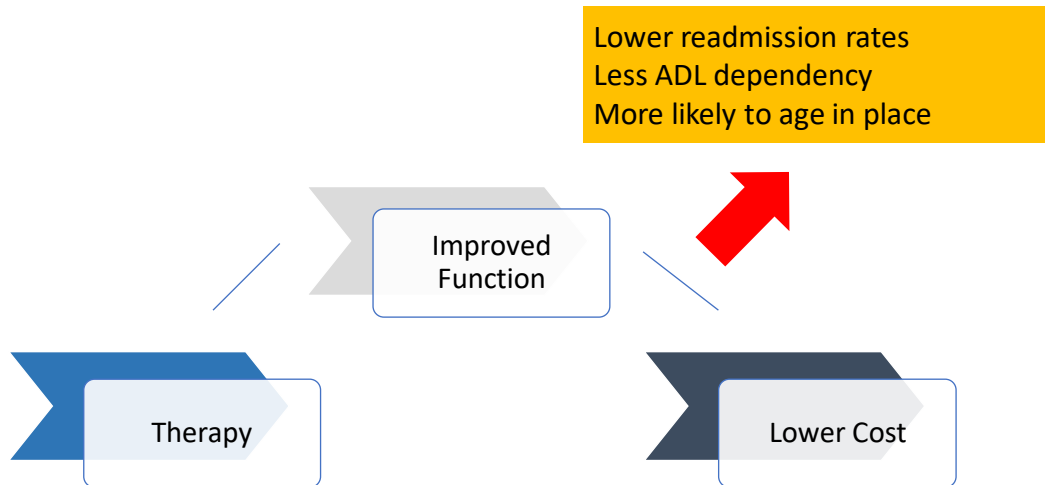 Lower readmission rates
Less ADL dependency
More likely to age in place
Improved
Function
Therapy
Lower Cost